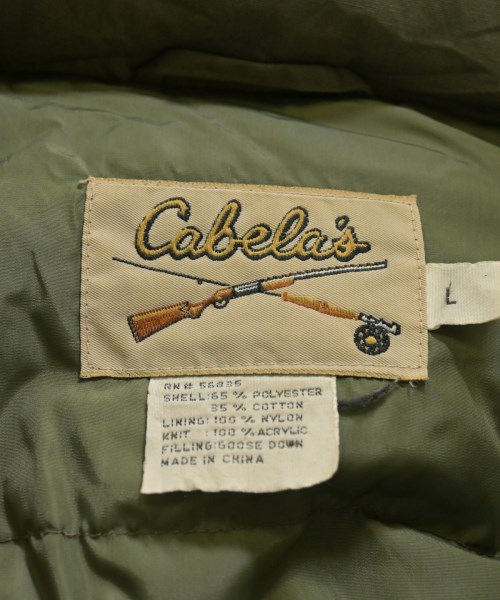 Cabela's
L
RN# 56835
SHELL: 65 % POLYESTER
35 % COTTON
LINING: 100 % NYLON
KNIT : 100 % ACRYLIC
FILLING: GOOSE DOWN
MADE IN CHINA